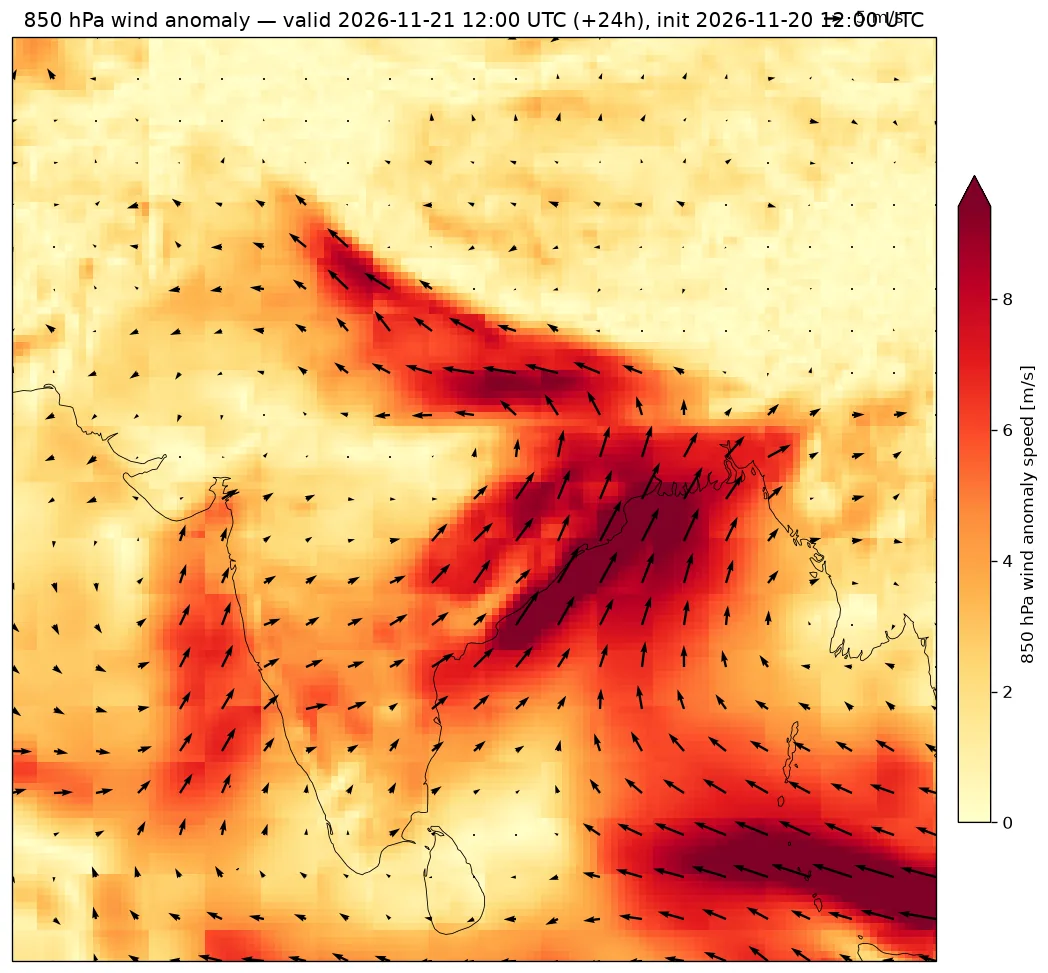 850 hPa wind anomaly — valid 2026-11-21 12:00 UTC (+24h), init 2026-11-20 12:00 UTC
5 m/s
8
6
4
2
0
850 hPa wind anomaly speed [m/s]